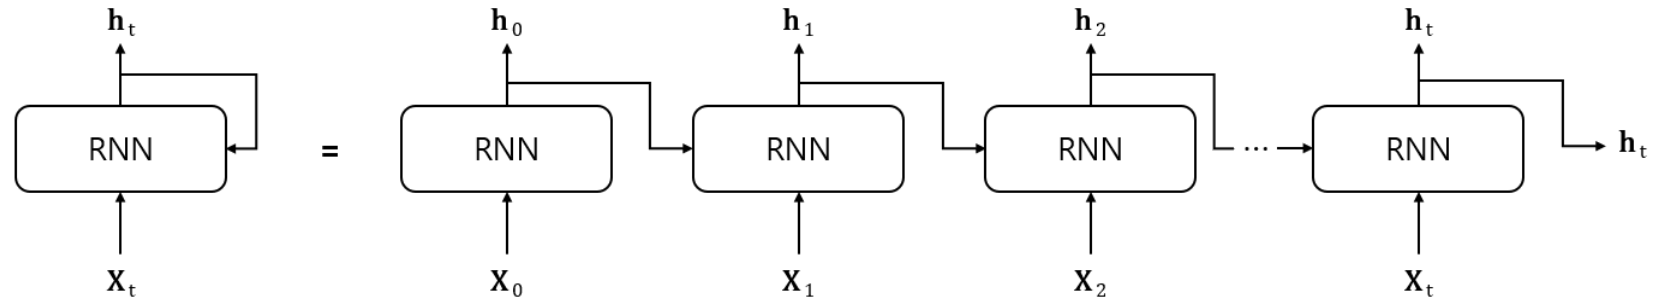 h_t h_0 h_1 h_2 h_t
RNN = RNN RNN RNN ... RNN h_t
X_t X_0 X_1 X_2 X_t